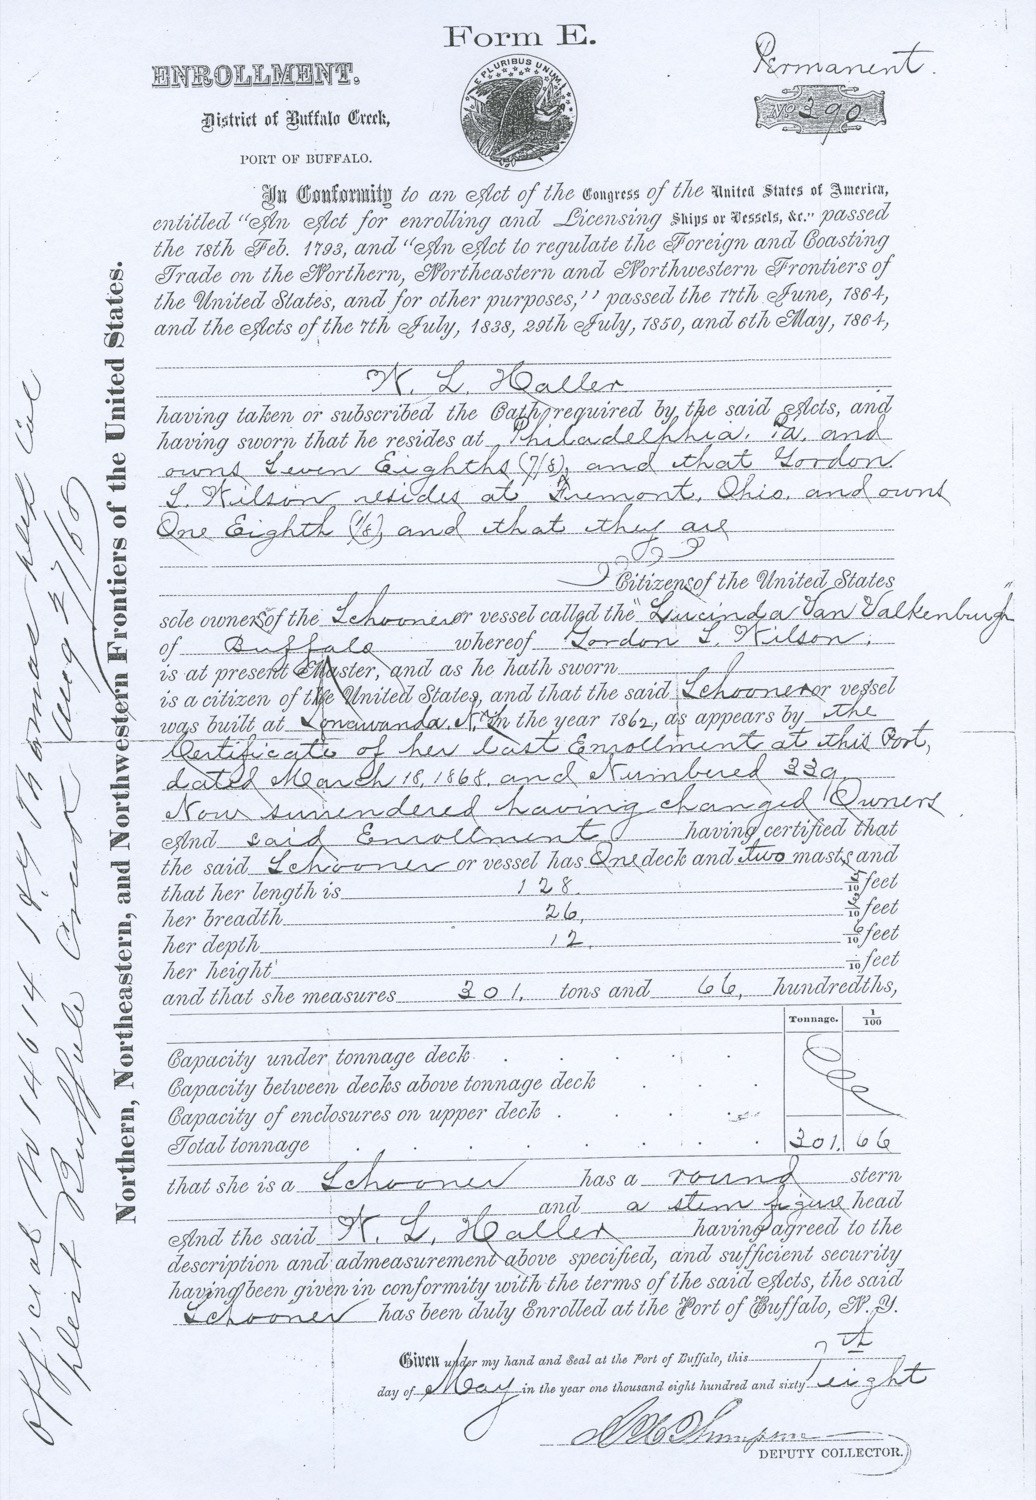 Form E.
ENROLLMENT.
District of Buffalo Creek,
PORT OF BUFFALO.
E PLURIBUS UNUM
Permanent.
No 290
In Conformity to an Act of the Congress of the United States of America,
entitled "An Act for enrolling and Licensing Ships or Vessels, &c." passed
the 18th Feb. 1793, and "An Act to regulate the Foreign and Coasting
Trade on the Northern, Northeastern and Northwestern Frontiers of
the United States, and for other purposes," passed the 17th June, 1864,
and the Acts of the 7th July, 1838, 29th July, 1850, and 6th May, 1864,
W. L. Haller
having taken or subscribed the Oath required by the said Acts, and
having sworn that he resides at Philadelphia, Pa. and
owns Seven Eighths (7/8), and that Gordon
S. Wilson resides at Fremont, Ohio, and owns
One Eighth (1/8) and that they are
Citizens of the United States
sole owners of the Schooner or vessel called the "Lucinda Van Valkenburgh"
of Buffalo whereof Gordon S. Wilson,
is at present Master, and as he hath sworn
is a citizen of the United States, and that the said Schooner or vessel
was built at Tonawanda N.Y. In the year 1862, as appears by the
Certificate of her last Enrollment at this Port,
dated March 18, 1868, and Numbered 239
Now surrendered having changed Owners
And said Enrollment having certified that
the said Schooner or vessel has One deck and two masts and
that her length is 128. /10 feet
her breadth 26, /10 feet
her depth 12. 6/10 feet
her height /10 feet
and that she measures 301, tons and 66, hundredths,
Tonnage. 1/100
Capacity under tonnage deck
Capacity between decks above tonnage deck
Capacity of enclosures on upper deck
Total tonnage 301. 66
that she is a Schooner has a round stern
and a stem figure head
And the said W. L. Haller having agreed to the
description and admeasurement above specified, and sufficient security
having been given in conformity with the terms of the said Acts, the said
Schooner has been duly Enrolled at the Port of Buffalo, N. Y.
Given under my hand and Seal at the Port of Buffalo, this 7th
day of May in the year one thousand eight hundred and sixty eight
Thompson
DEPUTY COLLECTOR.
Northern, Northeastern, and Northwestern Frontiers of the United States.
Official No 14614 Thomas
Dist Buffalo Creek Aug 27/68